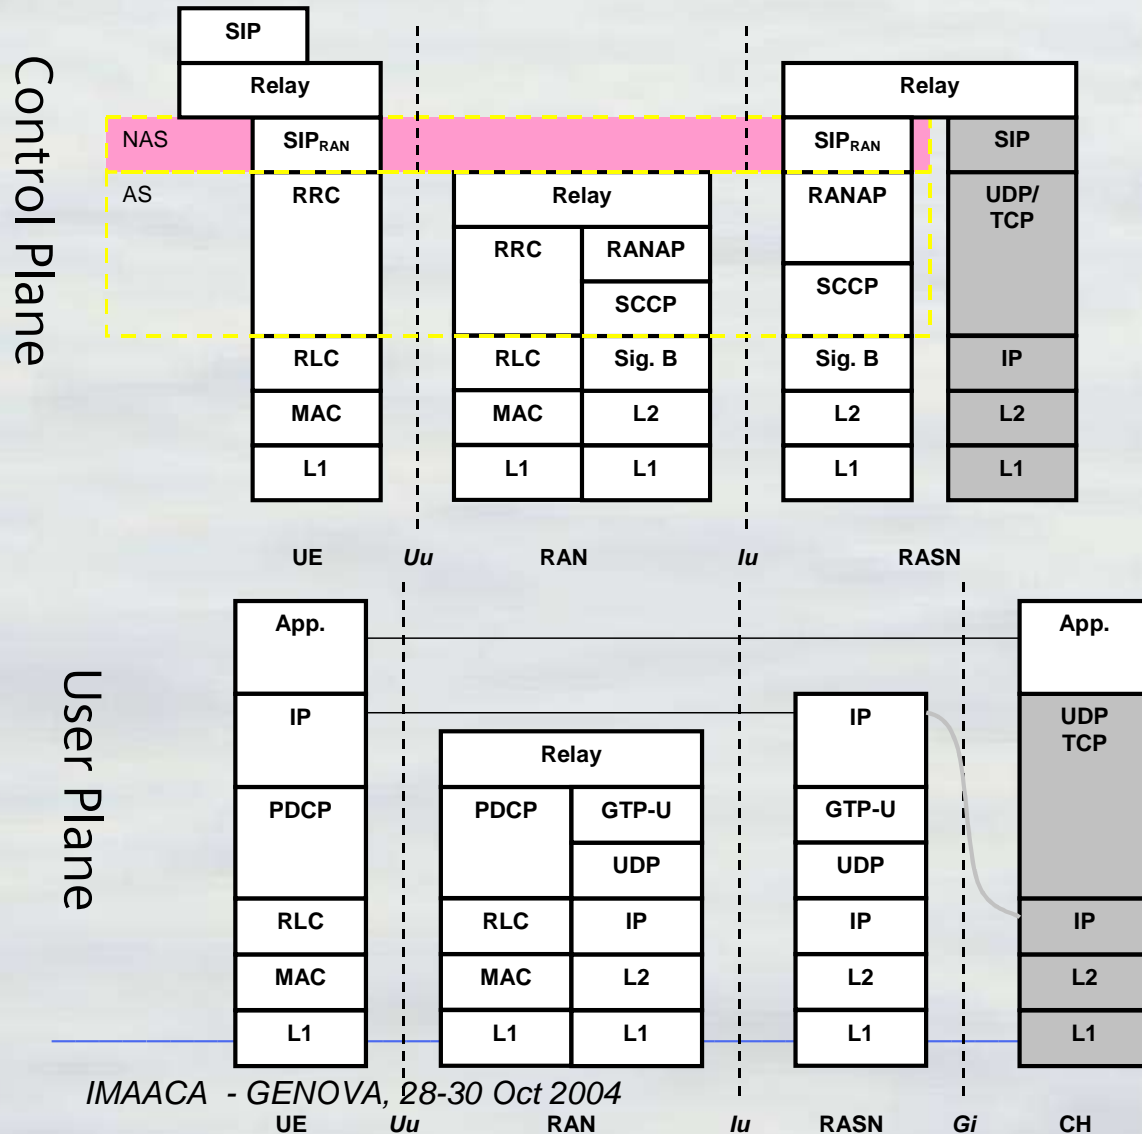 Control Plane
SIP
Relay
Relay
NAS
SIPRAN
SIPRAN
SIP
AS
RRC
Relay
RANAP
UDP/
TCP
RRC
RANAP
SCCP
SCCP
RLC
RLC
Sig. B
Sig. B
IP
MAC
MAC
L2
L2
L2
L1
L1
L1
L1
L1
UE
Uu
RAN
Iu
RASN
User Plane
App.
App.
IP
IP
UDP
TCP
Relay
PDCP
PDCP
GTP-U
GTP-U
UDP
UDP
RLC
RLC
IP
IP
IP
MAC
MAC
L2
L2
L2
L1
L1
L1
L1
L1
IMAACA - GENOVA, 28-30 Oct 2004
UE
Uu
RAN
Iu
RASN
Gi
CH